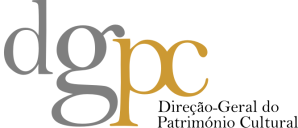 dgpc
Direção-Geral do
Património Cultural